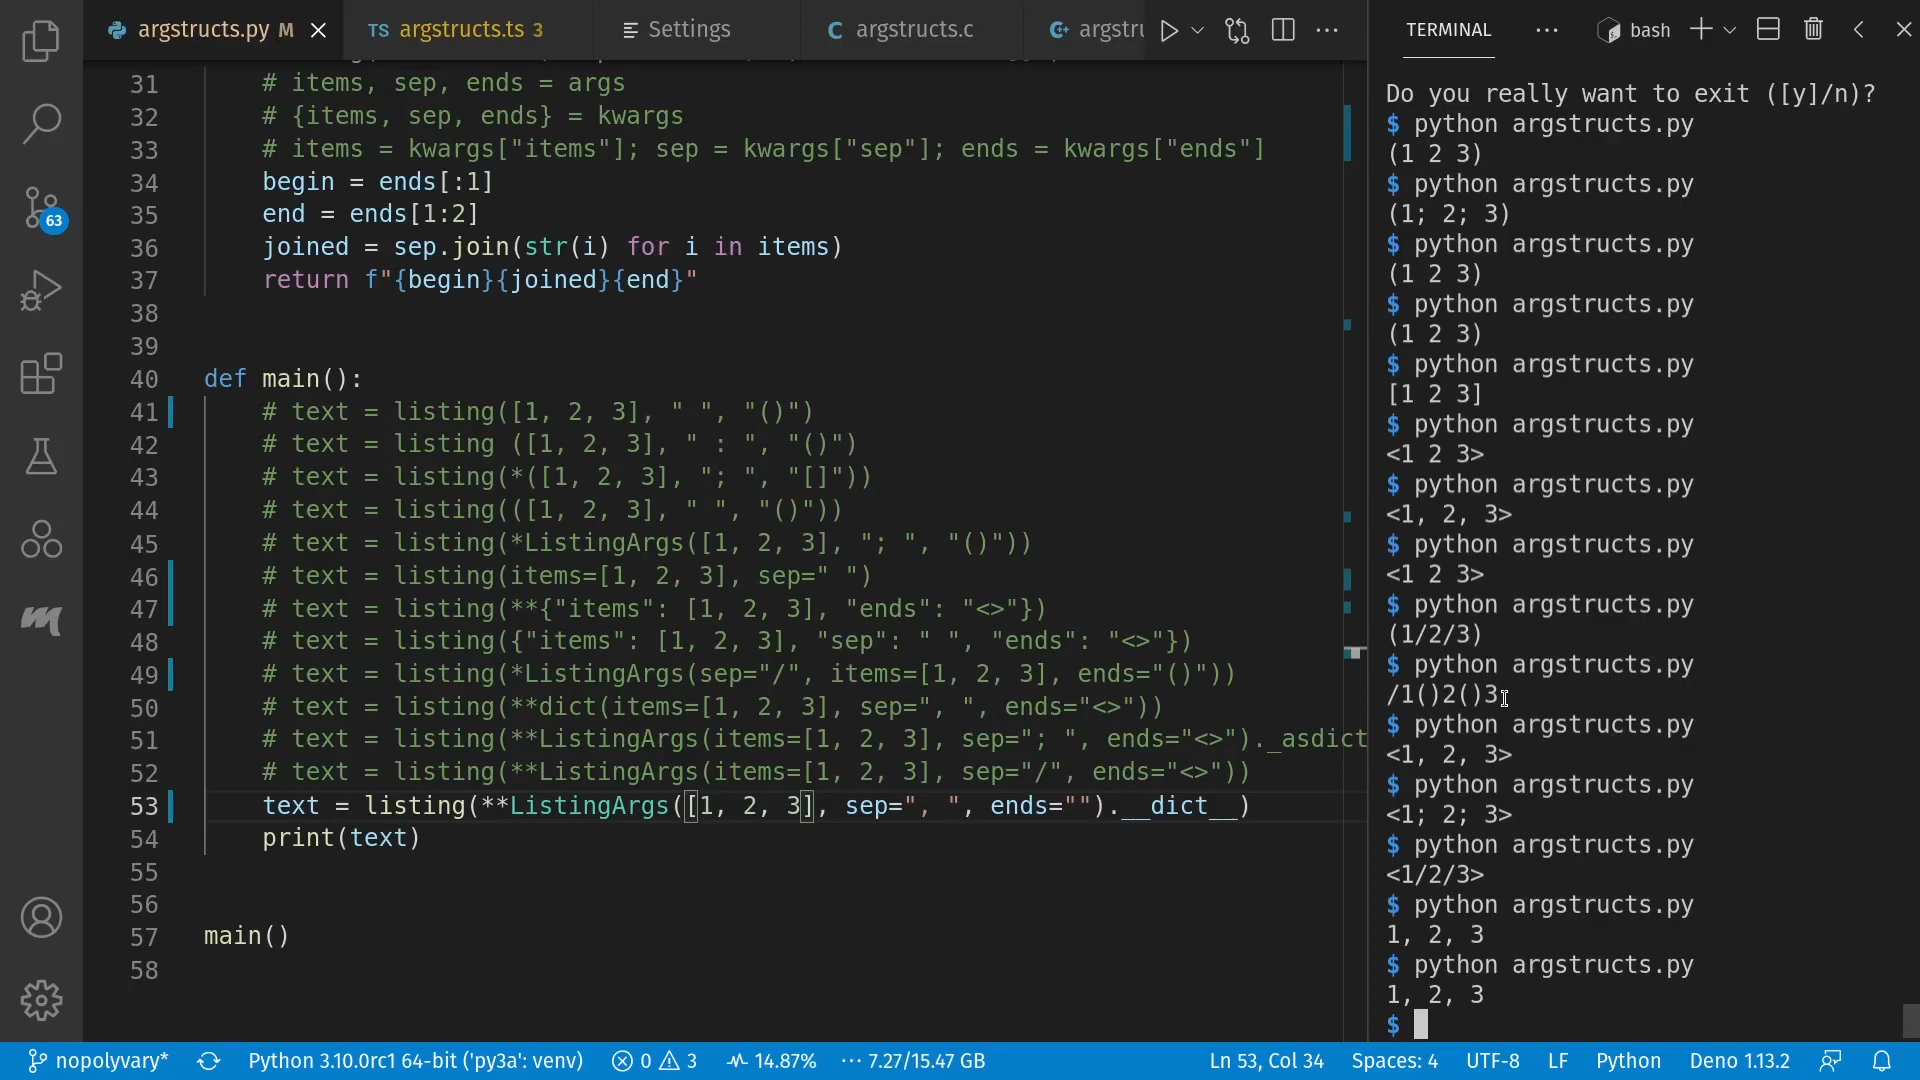 argstructs.py M
TS argstructs.ts 3
Settings
C argstructs.c
argstru
TERMINAL
bash
31 # items, sep, ends = args
32 # {items, sep, ends} = kwargs
33 # items = kwargs["items"]; sep = kwargs["sep"]; ends = kwargs["ends"]
34 begin = ends[:1]
35 end = ends[1:2]
36 joined = sep.join(str(i) for i in items)
37 return f"{begin}{joined}{end}"
38
39
40 def main():
41 # text = listing([1, 2, 3], " ", "()")
42 # text = listing ([1, 2, 3], " : ", "()")
43 # text = listing(*([1, 2, 3], "; ", "[]"))
44 # text = listing(([1, 2, 3], " ", "()"))
45 # text = listing(*ListingArgs([1, 2, 3], "; ", "()"))
46 # text = listing(items=[1, 2, 3], sep=" ")
47 # text = listing(**{"items": [1, 2, 3], "ends": "<>"})
48 # text = listing({"items": [1, 2, 3], "sep": " ", "ends": "<>"})
49 # text = listing(*ListingArgs(sep="/", items=[1, 2, 3], ends="()"))
50 # text = listing(**dict(items=[1, 2, 3], sep=", ", ends="<>"))
51 # text = listing(**ListingArgs(items=[1, 2, 3], sep="; ", ends="<>")._asdict
52 # text = listing(**ListingArgs(items=[1, 2, 3], sep="/", ends="<>"))
53 text = listing(**ListingArgs([1, 2, 3], sep=", ", ends="").__dict__)
54 print(text)
55
56
57 main()
58
Do you really want to exit ([y]/n)?
$ python argstructs.py
(1 2 3)
$ python argstructs.py
(1; 2; 3)
$ python argstructs.py
(1 2 3)
$ python argstructs.py
(1 2 3)
$ python argstructs.py
[1 2 3]
$ python argstructs.py
<1 2 3>
$ python argstructs.py
<1, 2, 3>
$ python argstructs.py
<1 2 3>
$ python argstructs.py
(1/2/3)
$ python argstructs.py
/1()2()3
$ python argstructs.py
<1, 2, 3>
$ python argstructs.py
<1; 2; 3>
$ python argstructs.py
<1/2/3>
$ python argstructs.py
1, 2, 3
$ python argstructs.py
1, 2, 3
$
63
nopolyvary*
Python 3.10.0rc1 64-bit ('py3a': venv)
0
3
14.87%
7.27/15.47 GB
Ln 53, Col 34
Spaces: 4
UTF-8
LF
Python
Deno 1.13.2